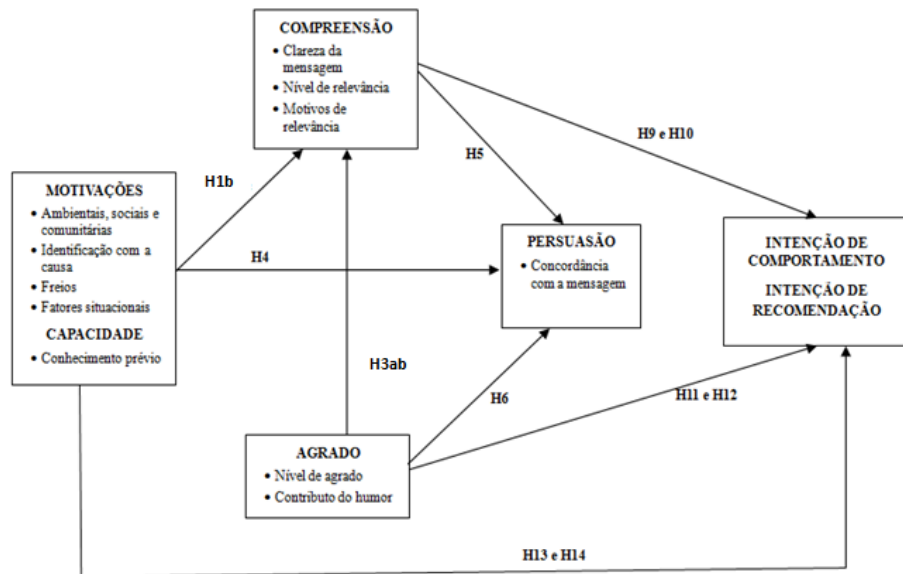 COMPREENSÃO
• Clareza da
mensagem
• Nível de relevância
• Motivos de
relevância
H9 e H10
H5
H1b
MOTIVAÇÕES
• Ambientais, sociais e
comunitárias
• Identificação com a
causa
• Freios
• Fatores situacionais
CAPACIDADE
• Conhecimento prévio
H4
PERSUASÃO
• Concordância
com a mensagem
INTENÇÃO DE
COMPORTAMENTO
INTENÇÃO DE
RECOMENDAÇÃO
H3ab
H6
H11 e H12
AGRADO
• Nível de agrado
• Contributo do humor
H13 e H14